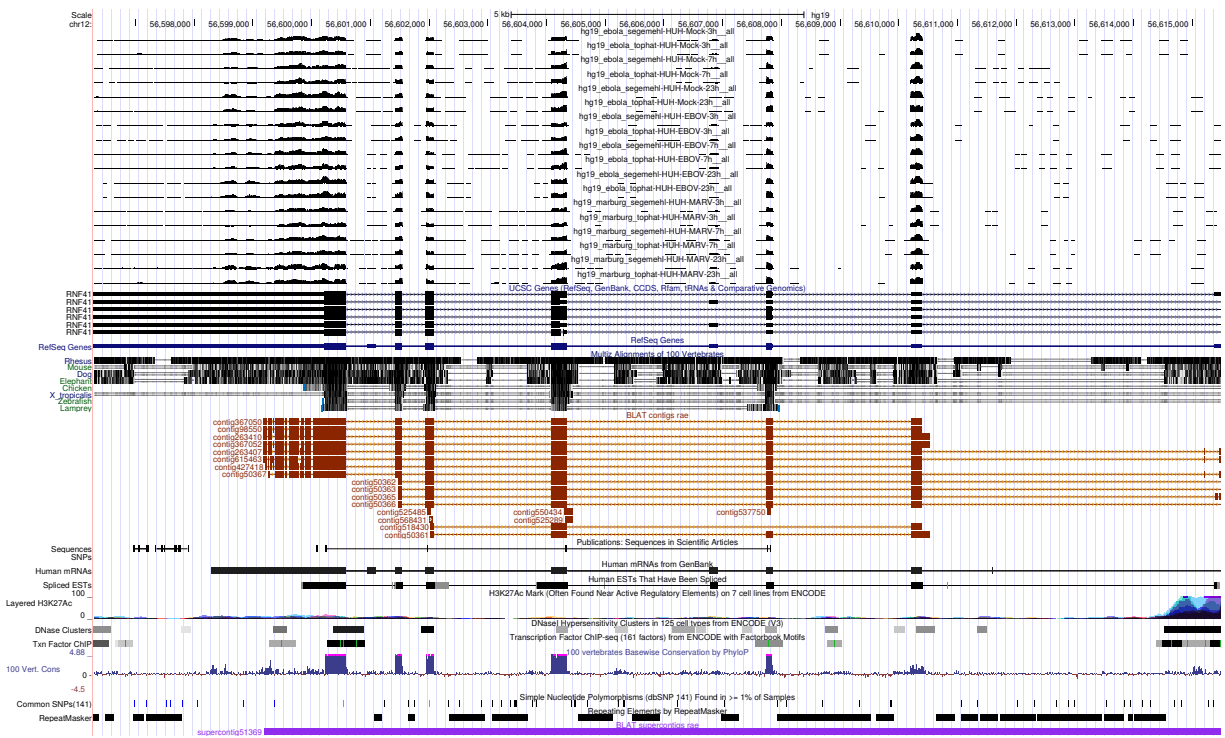 Scale 5 kb hg19
chr12: 56,598,000 56,599,000 56,600,000 56,601,000 56,602,000 56,603,000 56,604,000 56,605,000 56,606,000 56,607,000 56,608,000 56,609,000 56,610,000 56,611,000 56,612,000 56,613,000 56,614,000 56,615,000
hg19_ebola_segemehl-HUH-Mock-3h__all
hg19_ebola_tophat-HUH-Mock-3h__all
hg19_ebola_segemehl-HUH-Mock-7h__all
hg19_ebola_tophat-HUH-Mock-7h__all
hg19_ebola_segemehl-HUH-Mock-23h__all
hg19_ebola_tophat-HUH-Mock-23h__all
hg19_ebola_segemehl-HUH-EBOV-3h__all
hg19_ebola_tophat-HUH-EBOV-3h__all
hg19_ebola_segemehl-HUH-EBOV-7h__all
hg19_ebola_tophat-HUH-EBOV-7h__all
hg19_ebola_segemehl-HUH-EBOV-23h__all
hg19_ebola_tophat-HUH-EBOV-23h__all
hg19_marburg_segemehl-HUH-MARV-3h__all
hg19_marburg_tophat-HUH-MARV-3h__all
hg19_marburg_segemehl-HUH-MARV-7h__all
hg19_marburg_tophat-HUH-MARV-7h__all
hg19_marburg_segemehl-HUH-MARV-23h__all
hg19_marburg_tophat-HUH-MARV-23h__all
UCSC Genes (RefSeq, GenBank, CCDS, Rfam, tRNAs & Comparative Genomics)
RNF41
RNF41
RNF41
RNF41
RNF41
RNF41
RefSeq Genes
RefSeq Genes
Multiz Alignments of 100 Vertebrates
Rhesus
Mouse
Dog
Elephant
Chicken
X_tropicalis
Zebrafish
Lamprey
BLAT contigs rae
contig367050
contig98550
contig263410
contig367052
contig263407
contig615463
contig427418
contig50367
contig50362
contig50363
contig50365
contig50366
contig525485 contig550434 contig537750
contig568431 contig525289
contig518430
contig50361
Publications: Sequences in Scientific Articles
Sequences
SNPs
Human mRNAs from GenBank
Human mRNAs
Human ESTs That Have Been Spliced
Spliced ESTs
H3K27Ac Mark (Often Found Near Active Regulatory Elements) on 7 cell lines from ENCODE
100
Layered H3K27Ac
0
DNaseI Hypersensitivity Clusters in 125 cell types from ENCODE (V3)
DNase Clusters
Transcription Factor ChIP-seq (161 factors) from ENCODE with Factorbook Motifs
Txn Factor ChIP
100 vertebrates Basewise Conservation by PhyloP
4.88
100 Vert. Cons
0
-4.5
Simple Nucleotide Polymorphisms (dbSNP 141) Found in >= 1% of Samples
Common SNPs(141)
Repeating Elements by RepeatMasker
RepeatMasker
BLAT supercontigs rae
supercontig51369